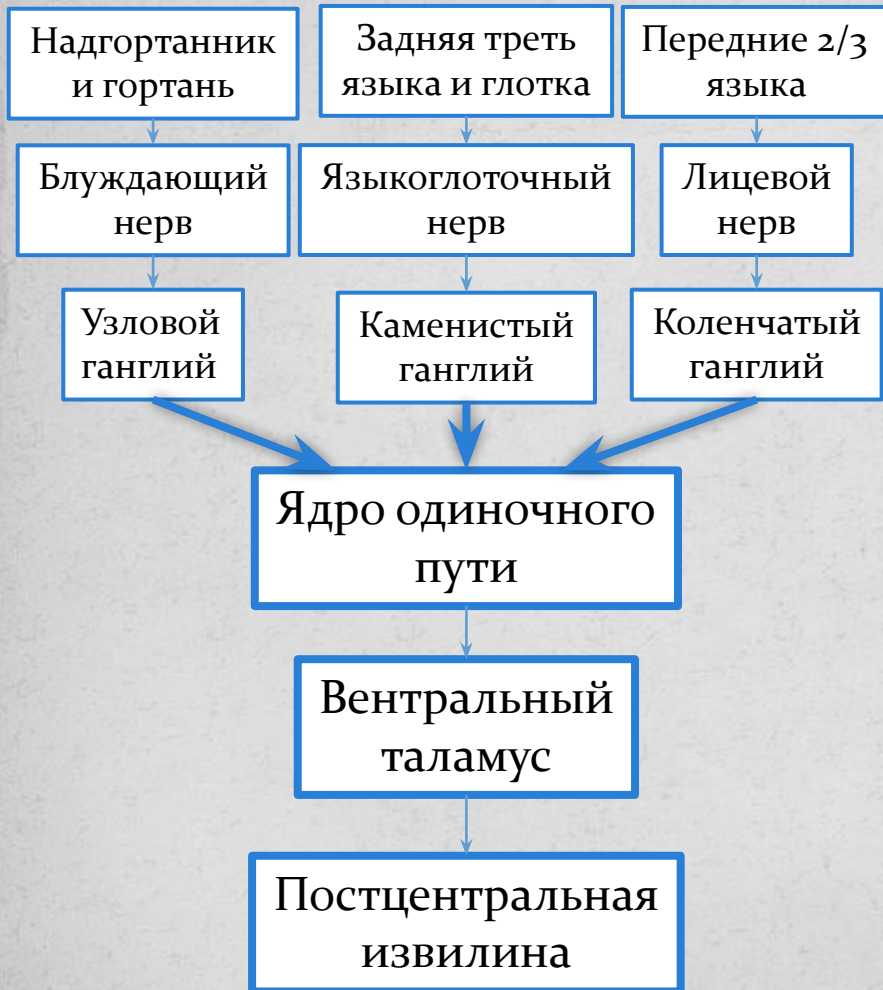 Надгортанник
и гортань
Задняя треть
языка и глотка
Передние 2/3
языка
Блуждающий
нерв
Языкоглоточный
нерв
Лицевой
нерв
Узловой
ганглий
Каменистый
ганглий
Коленчатый
ганглий
Ядро одиночного
пути
Вентральный
таламус
Постцентральная
извилина